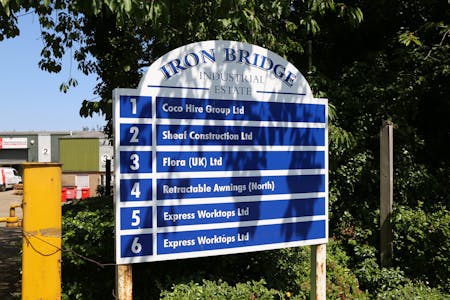 IRON BRIDGE
INDUSTRIAL
ESTATE
1 Coco Hire Group Ltd
2 Sheaf Construction Ltd
3 Flora (UK) Ltd
4 Retractable Awnings (North)
5 Express Worktops Ltd
6 Express Worktops Ltd
2